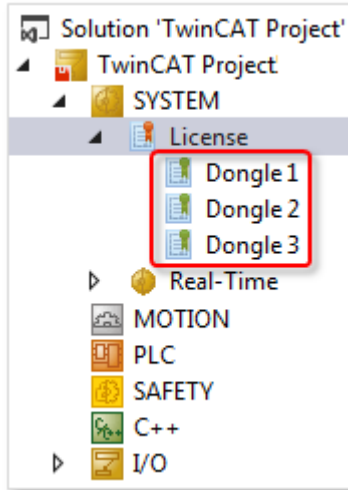 Solution 'TwinCAT Project'
TwinCAT Project
SYSTEM
License
Dongle 1
Dongle 2
Dongle 3
Real-Time
MOTION
PLC
SAFETY
C++
I/O